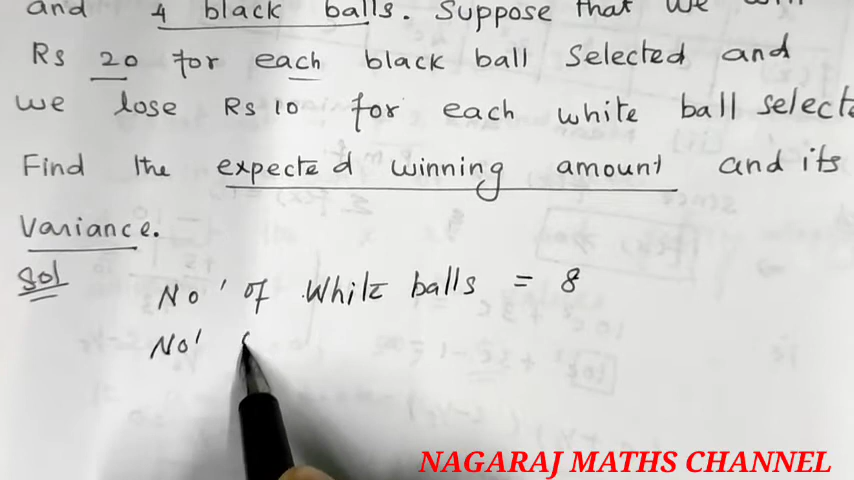 and 4 black balls. Suppose that we win
Rs 20 for each black ball selected and
we lose Rs 10 for each white ball select
Find the expected winning amount and its
Variance.
Sol No' of White balls = 8
No'
NAGARAJ MATHS CHANNEL